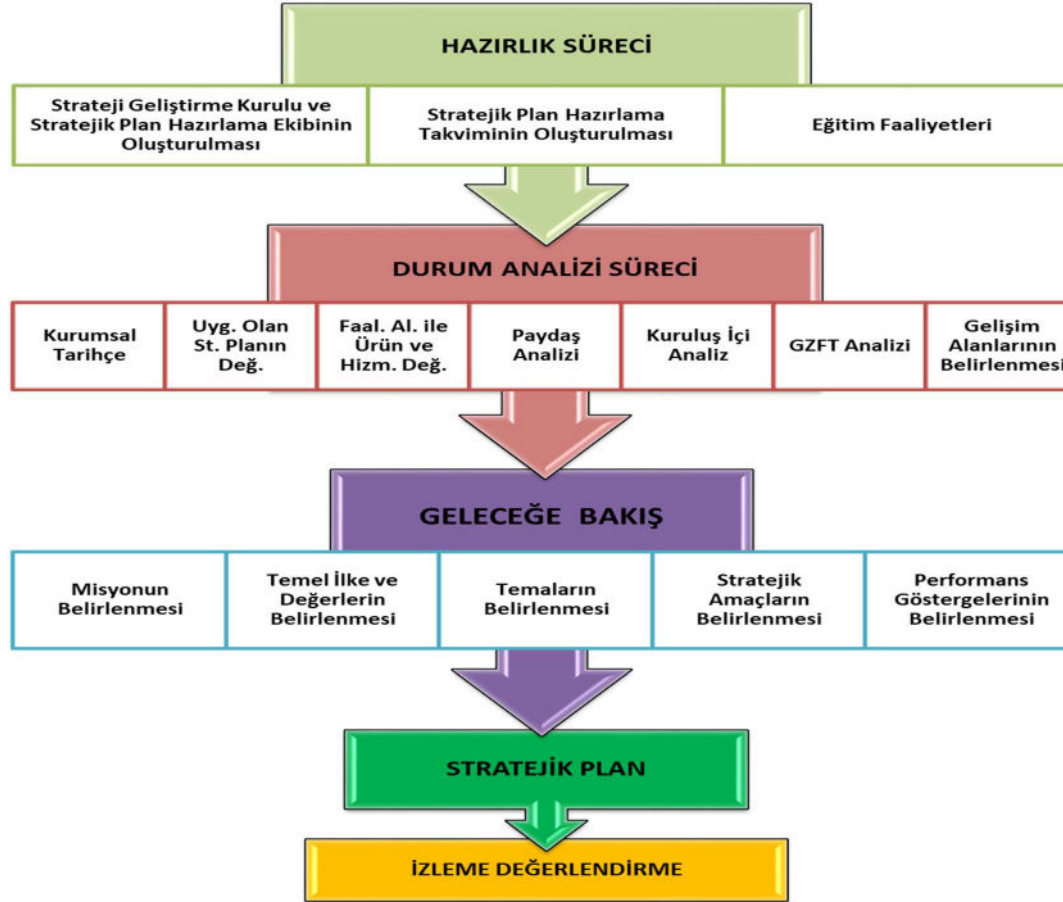 HAZIRLIK SÜRECİ
Strateji Geliştirme Kurulu ve
Stratejik Plan Hazırlama Ekibinin
Oluşturulması
Stratejik Plan Hazırlama
Takviminin Oluşturulması
Eğitim Faaliyetleri
DURUM ANALİZİ SÜRECİ
Kurumsal
Tarihçe
Uyg. Olan
St. Planın
Değ.
Faal. Al. ile
Ürün ve
Hizm. Değ.
Paydaş
Analizi
Kuruluş İçi
Analiz
GZFT Analizi
Gelişim
Alanlarının
Belirlenmesi
GELECEĞE BAKIŞ
Misyonun
Belirlenmesi
Temel İlke ve
Değerlerin
Belirlenmesi
Temaların
Belirlenmesi
Stratejik
Amaçların
Belirlenmesi
Performans
Göstergelerinin
Belirlenmesi
STRATEJİK PLAN
İZLEME DEĞERLENDİRME